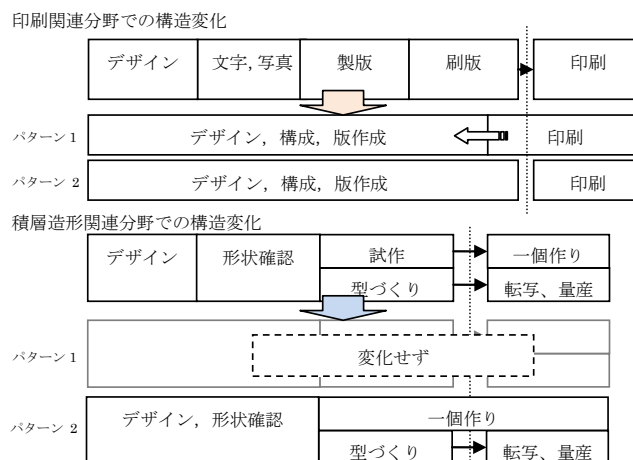 印刷関連分野での構造変化
デザイン 文字,写真 製版 刷版 印刷
パターン 1 デザイン，構成，版作成 印刷
パターン 2 デザイン，構成，版作成 印刷
積層造形関連分野での構造変化
デザイン 形状確認 試作 一個作り
型づくり 転写、量産
パターン 1 変化せず
パターン 2 デザイン，形状確認 一個作り
型づくり 転写、量産